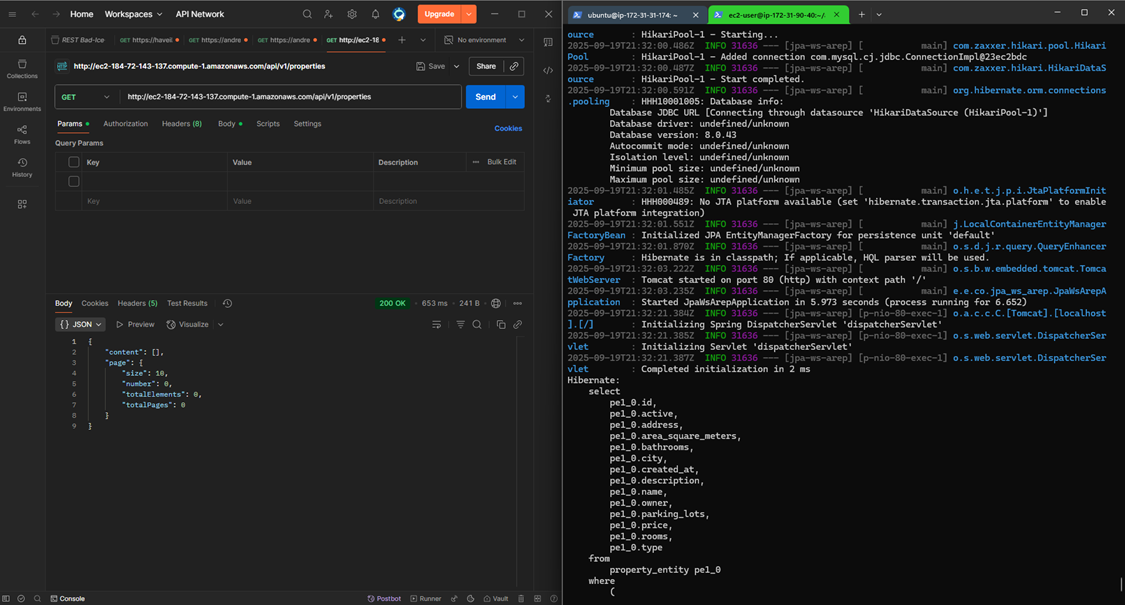 Home Workspaces API Network Upgrade
REST Bad-Ice GET https://haveil GET https://andre GET https://andre GET http://ec2-18 No environment
http://ec2-184-72-143-137.compute-1.amazonaws.com/api/v1/properties Save Share
GET http://ec2-184-72-143-137.compute-1.amazonaws.com/api/v1/properties Send
Params Authorization Headers (8) Body Scripts Settings Cookies
Query Params
Key Value Description Bulk Edit
Key Value Description
Collections
Environments
Flows
History
Body Cookies Headers (5) Test Results 200 OK 653 ms 241 B
{ } JSON Preview Visualize
1 {
2 "content": [],
3 "page": {
4 "size": 10,
5 "number": 0,
6 "totalElements": 0,
7 "totalPages": 0
8 }
9 }
Console Postbot Runner Vault
ubuntu@ip-172-31-31-174: ~ ec2-user@ip-172-31-90-40:~/
ource : HikariPool-1 - Starting...
2025-09-19T21:32:00.486Z INFO 31636 --- [jpa-ws-arep] [ main] com.zaxxer.hikari.pool.Hikari
Pool : HikariPool-1 - Added connection com.mysql.cj.jdbc.ConnectionImpl@23ec2bdc
2025-09-19T21:32:00.487Z INFO 31636 --- [jpa-ws-arep] [ main] com.zaxxer.hikari.HikariDataS
ource : HikariPool-1 - Start completed.
2025-09-19T21:32:00.591Z INFO 31636 --- [jpa-ws-arep] [ main] org.hibernate.orm.connections
.pooling : HHH10001005: Database info:
Database JDBC URL [Connecting through datasource 'HikariDataSource (HikariPool-1)']
Database driver: undefined/unknown
Database version: 8.0.43
Autocommit mode: undefined/unknown
Isolation level: undefined/unknown
Minimum pool size: undefined/unknown
Maximum pool size: undefined/unknown
2025-09-19T21:32:01.485Z INFO 31636 --- [jpa-ws-arep] [ main] o.h.e.t.j.p.i.JtaPlatformInit
iator : HHH000489: No JTA platform available (set 'hibernate.transaction.jta.platform' to enable
JTA platform integration)
2025-09-19T21:32:01.551Z INFO 31636 --- [jpa-ws-arep] [ main] j.LocalContainerEntityManager
FactoryBean : Initialized JPA EntityManagerFactory for persistence unit 'default'
2025-09-19T21:32:01.870Z INFO 31636 --- [jpa-ws-arep] [ main] o.s.d.j.r.query.QueryEnhancer
Factory : Hibernate is in classpath; If applicable, HQL parser will be used.
2025-09-19T21:32:03.222Z INFO 31636 --- [jpa-ws-arep] [ main] o.s.b.w.embedded.tomcat.Tomca
tWebServer : Tomcat started on port 80 (http) with context path '/'
2025-09-19T21:32:03.235Z INFO 31636 --- [jpa-ws-arep] [ main] e.e.co.jpa_ws_arep.JpaWsArepA
pplication : Started JpaWsArepApplication in 5.973 seconds (process running for 6.652)
2025-09-19T21:32:21.384Z INFO 31636 --- [jpa-ws-arep] [p-nio-80-exec-1] o.a.c.c.C.[Tomcat].[localhost
].[/] : Initializing Spring DispatcherServlet 'dispatcherServlet'
2025-09-19T21:32:21.385Z INFO 31636 --- [jpa-ws-arep] [p-nio-80-exec-1] o.s.web.servlet.DispatcherSer
vlet : Initializing Servlet 'dispatcherServlet'
2025-09-19T21:32:21.387Z INFO 31636 --- [jpa-ws-arep] [p-nio-80-exec-1] o.s.web.servlet.DispatcherSer
vlet : Completed initialization in 2 ms
Hibernate:
select
pe1_0.id,
pe1_0.active,
pe1_0.address,
pe1_0.area_square_meters,
pe1_0.bathrooms,
pe1_0.city,
pe1_0.created_at,
pe1_0.description,
pe1_0.name,
pe1_0.owner,
pe1_0.parking_lots,
pe1_0.price,
pe1_0.rooms,
pe1_0.type
from
property_entity pe1_0
where
(